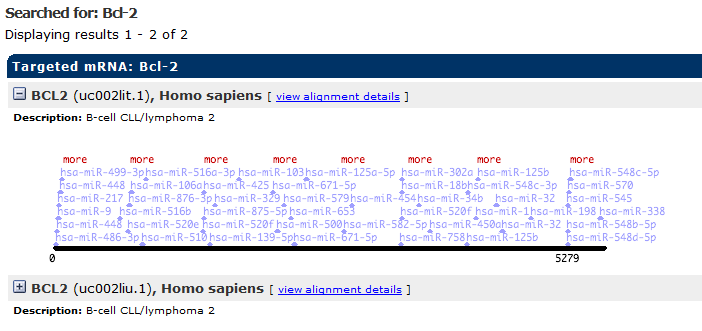 Searched for: Bcl-2
Displaying results 1 - 2 of 2
Targeted mRNA: Bcl-2
BCL2 (uc002lit.1), Homo sapiens [ view alignment details ]
Description: B-cell CLL/lymphoma 2
more more more more more more more more
hsa-miR-499-3p hsa-miR-516a-3p hsa-miR-103 hsa-miR-125a-5p hsa-miR-302a hsa-miR-125b hsa-miR-548c-5p
hsa-miR-448 hsa-miR-106a hsa-miR-425 hsa-miR-671-5p hsa-miR-18b hsa-miR-548c-3p hsa-miR-570
hsa-miR-217 hsa-miR-876-3p hsa-miR-329 hsa-miR-579 hsa-miR-454 hsa-miR-34b hsa-miR-32 hsa-miR-545
hsa-miR-9 hsa-miR-516b hsa-miR-875-5p hsa-miR-653 hsa-miR-520f hsa-miR-1 hsa-miR-198 hsa-miR-338
hsa-miR-448 hsa-miR-520e hsa-miR-520f hsa-miR-500 hsa-miR-582-5p hsa-miR-450a hsa-miR-32 hsa-miR-548b-5p
hsa-miR-486-3p hsa-miR-510 hsa-miR-139-5p hsa-miR-671-5p hsa-miR-758 hsa-miR-125b hsa-miR-548d-5p
0 5279
BCL2 (uc002liu.1), Homo sapiens [ view alignment details ]
Description: B-cell CLL/lymphoma 2